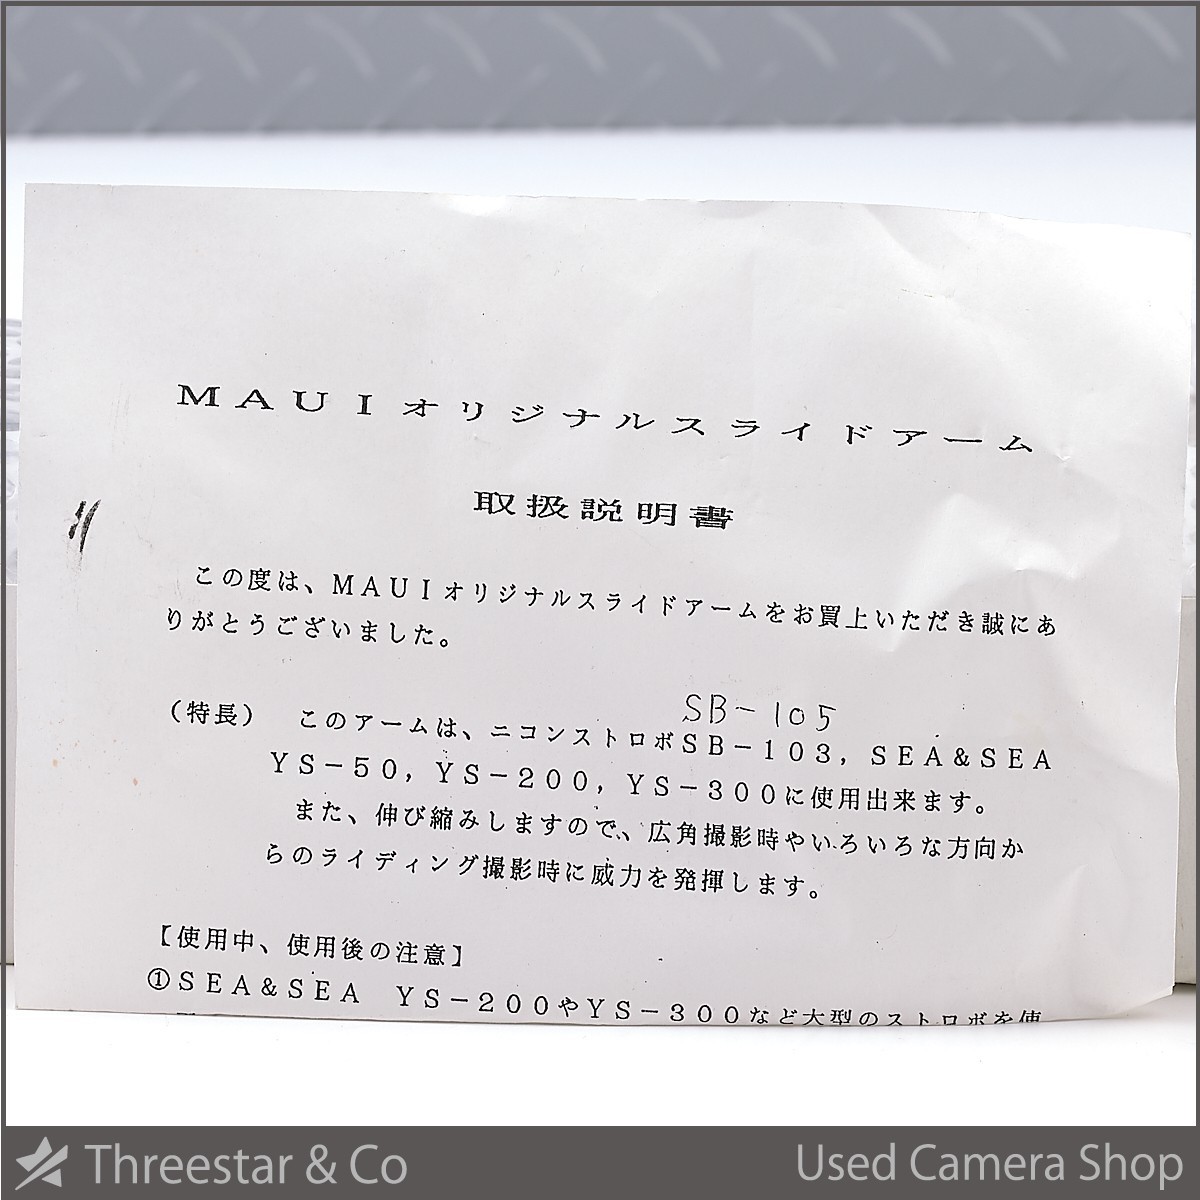 MAUIオリジナルスライドアーム
取扱説明書
この度は、MAUIオリジナルスライドアームをお買上いただき誠にあ
りがとうございました。
SB-105
(特長) このアームは、ニコンストロボSB-103, SEA&SEA
YS-50, YS-200, YS-300に使用出来ます。
また、伸び縮みしますので、広角撮影時やいろいろな方向か
らのライディング撮影時に威力を発揮します。
【使用中、使用後の注意】
①SEA&SEA YS-200やYS-300など大型のストロボを使
Threestar & Co
Used Camera Shop